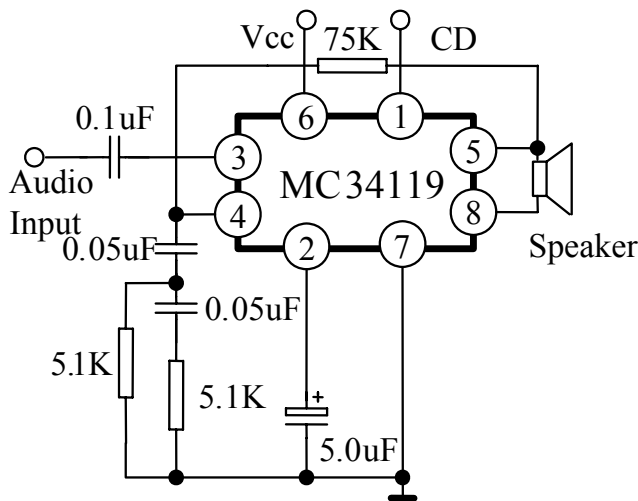 Vcc
75K
CD
0.1uF
6
1
3
5
Audio
Input
MC34119
4
8
0.05uF
2
7
Speaker
0.05uF
5.1K
5.1K
+
5.0uF